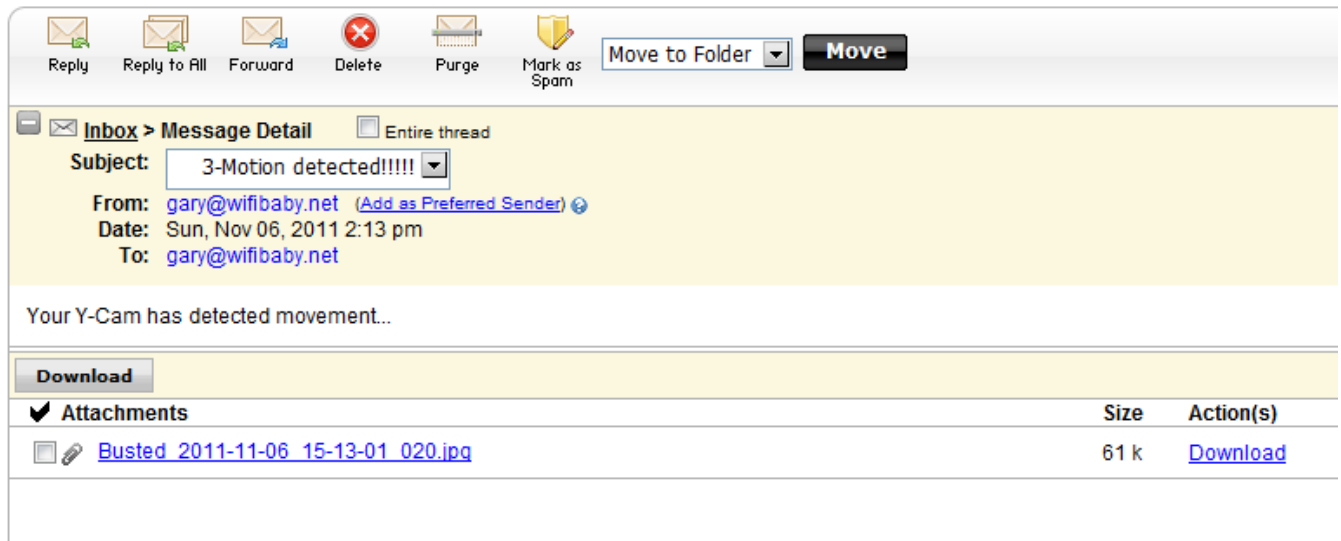 Reply Reply to All Forward Delete Purge Mark as Spam Move to Folder Move
Inbox > Message Detail Entire thread
Subject: 3-Motion detected!!!!!
From: gary@wifibaby.net (Add as Preferred Sender)
Date: Sun, Nov 06, 2011 2:13 pm
To: gary@wifibaby.net
Your Y-Cam has detected movement...
Download
Attachments Size Action(s)
Busted_2011-11-06_15-13-01_020.jpg 61 k Download